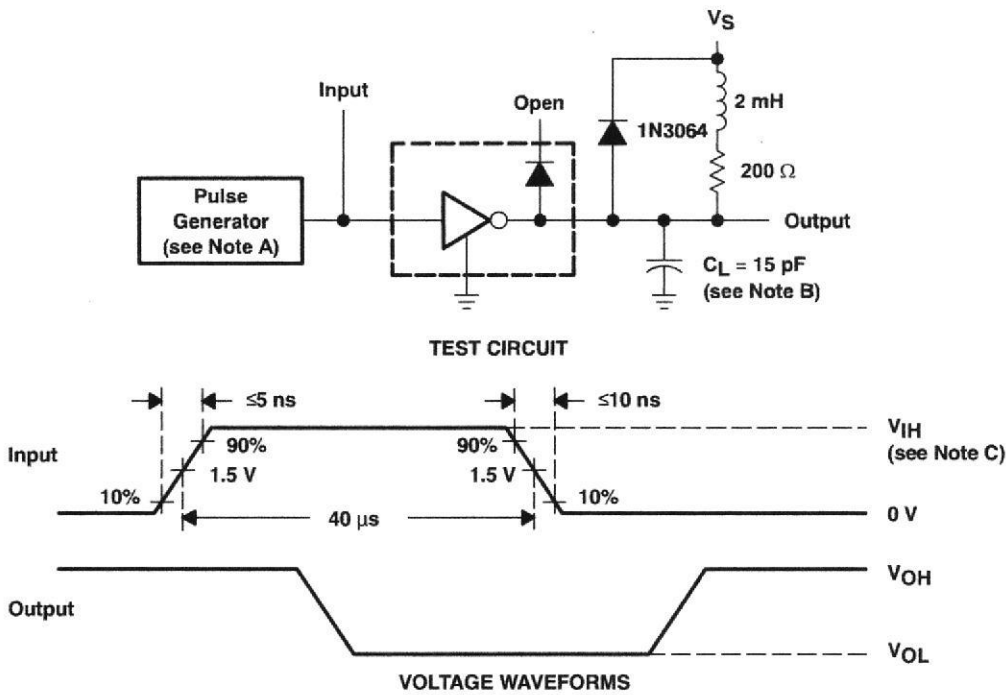 VS
Input
Open
2 mH
1N3064
200 Ω
Pulse
Generator
(see Note A)
Output
CL = 15 pF
(see Note B)
TEST CIRCUIT
≤5 ns
≤10 ns
Input
90%
90%
VIH
(see Note C)
1.5 V
1.5 V
10%
10%
40 µs
0 V
Output
VOH
VOL
VOLTAGE WAVEFORMS